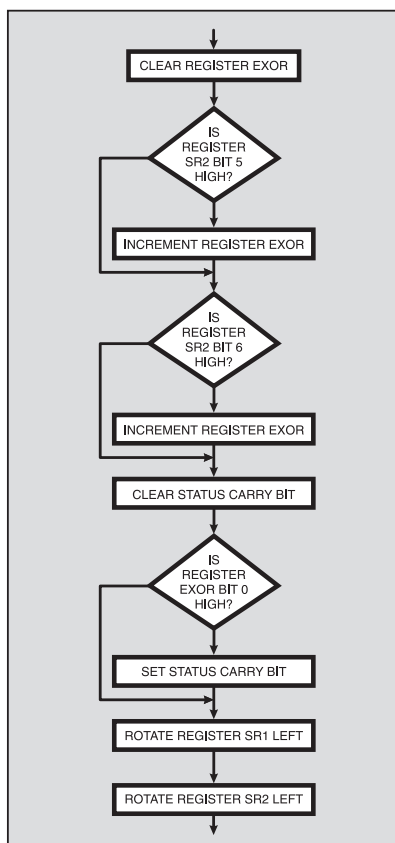 CLEAR REGISTER EXOR
IS
REGISTER
SR2 BIT 5
HIGH?
INCREMENT REGISTER EXOR
IS
REGISTER
SR2 BIT 6
HIGH?
INCREMENT REGISTER EXOR
CLEAR STATUS CARRY BIT
IS
REGISTER
EXOR BIT 0
HIGH?
SET STATUS CARRY BIT
ROTATE REGISTER SR1 LEFT
ROTATE REGISTER SR2 LEFT